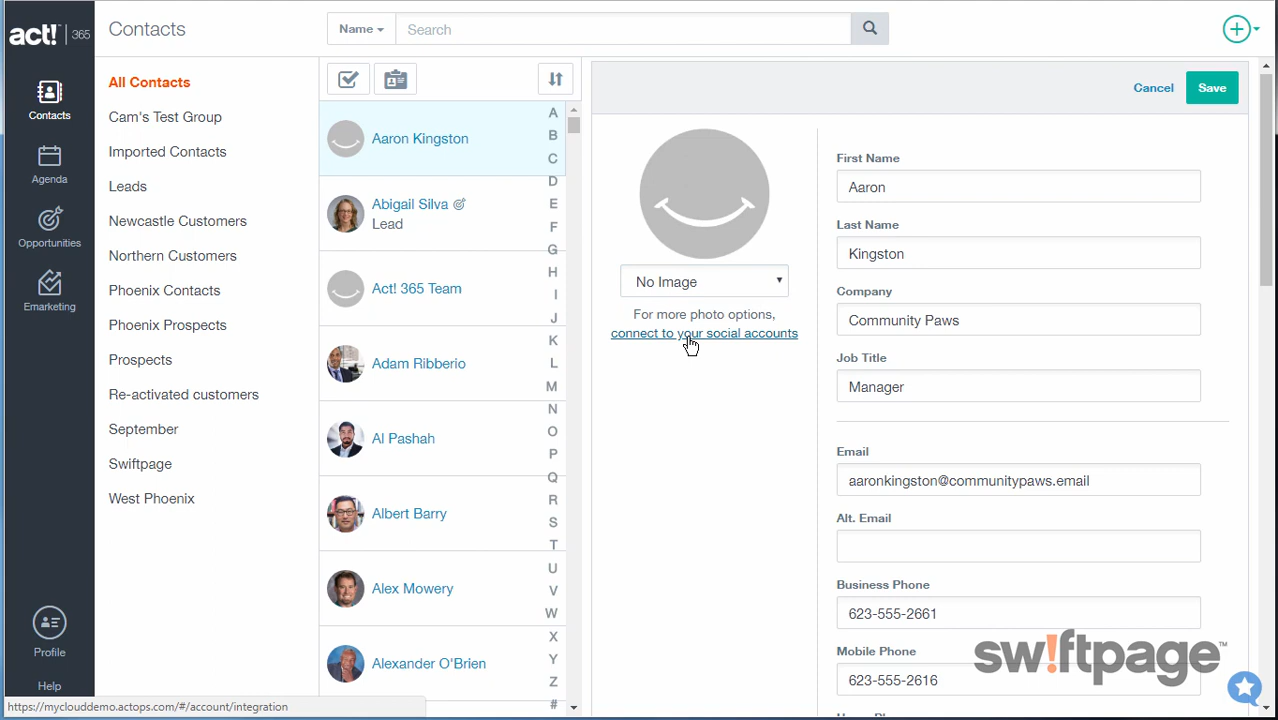 act! 365
Contacts
Name
Search
Contacts
Agenda
Opportunities
Emarketing
Profile
Help
All Contacts
Cam's Test Group
Imported Contacts
Leads
Newcastle Customers
Northern Customers
Phoenix Contacts
Phoenix Prospects
Prospects
Re-activated customers
September
Swiftpage
West Phoenix
Aaron Kingston
Abigail Silva
Lead
Act! 365 Team
Adam Ribberio
Al Pashah
Albert Barry
Alex Mowery
Alexander O'Brien
A
B
C
D
E
F
G
H
I
J
K
L
M
N
O
P
Q
R
S
T
U
V
W
X
Y
Z
#
Cancel
Save
No Image
For more photo options,
connect to your social accounts
First Name
Aaron
Last Name
Kingston
Company
Community Paws
Job Title
Manager
Email
aaronkingston@communitypaws.email
Alt. Email
Business Phone
623-555-2661
Mobile Phone
623-555-2616
sw!ftpage™
https://myclouddemo.actops.com/#/account/integration